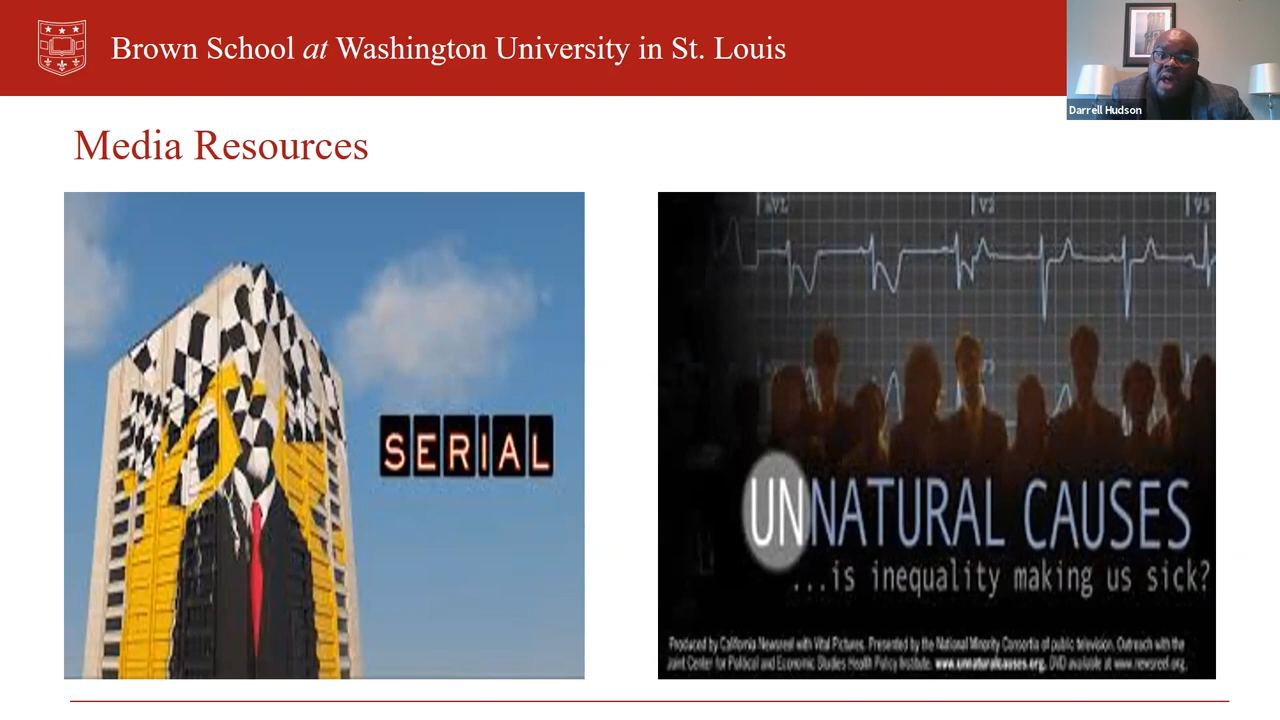 Brown School at Washington University in St. Louis
Darrell Hudson
Media Resources
SERIAL
aVL V2 V5
UNNATURAL CAUSES
...is inequality making us sick?
Produced by California Newsreel with Vital Pictures. Presented by the National Minority Consortia of public television. Outreach with the
Joint Center for Political and Economic Studies Health Policy Institute. www.unnaturalcauses.org. DVD available at www.newsreel.org.